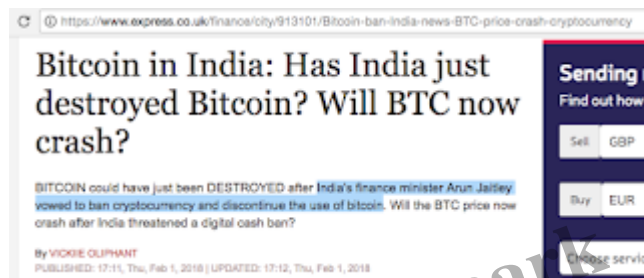 https://www.express.co.uk/finance/city/913101/Bitcoin-ban-India-news-BTC-price-crash-cryptocurrency
Bitcoin in India: Has India just
destroyed Bitcoin? Will BTC now
crash?
BITCOIN could have just been DESTROYED after India's finance minister Arun Jaitley
vowed to ban cryptocurrency and discontinue the use of bitcoin. Will the BTC price now
crash after India threatened a digital cash ban?
By VICKIE OLIPHANT
PUBLISHED: 17:11, Thu, Feb 1, 2018 | UPDATED: 17:12, Thu, Feb 1, 2018
Sending
Find out how
Sell GBP
Buy EUR
Choose servic